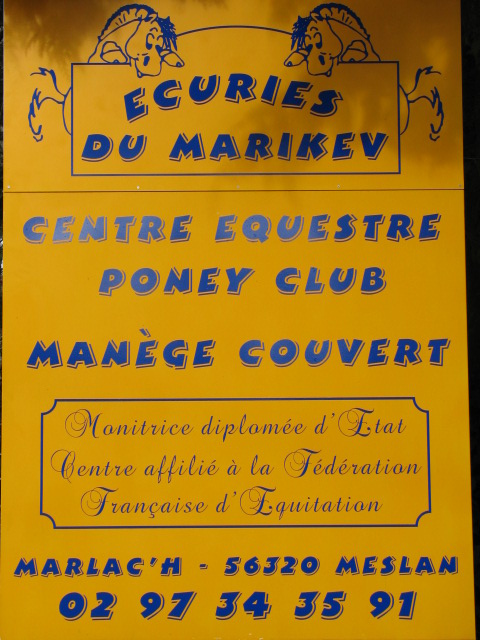 ECURIES
DU MARIKEV
CENTRE EQUESTRE
PONEY CLUB
MANÈGE COUVERT
Monitrice diplomée d'Etat
Centre affilié à la Fédération
Française d'Equitation
MARLAC'H - 56320 MESLAN
02 97 34 35 91